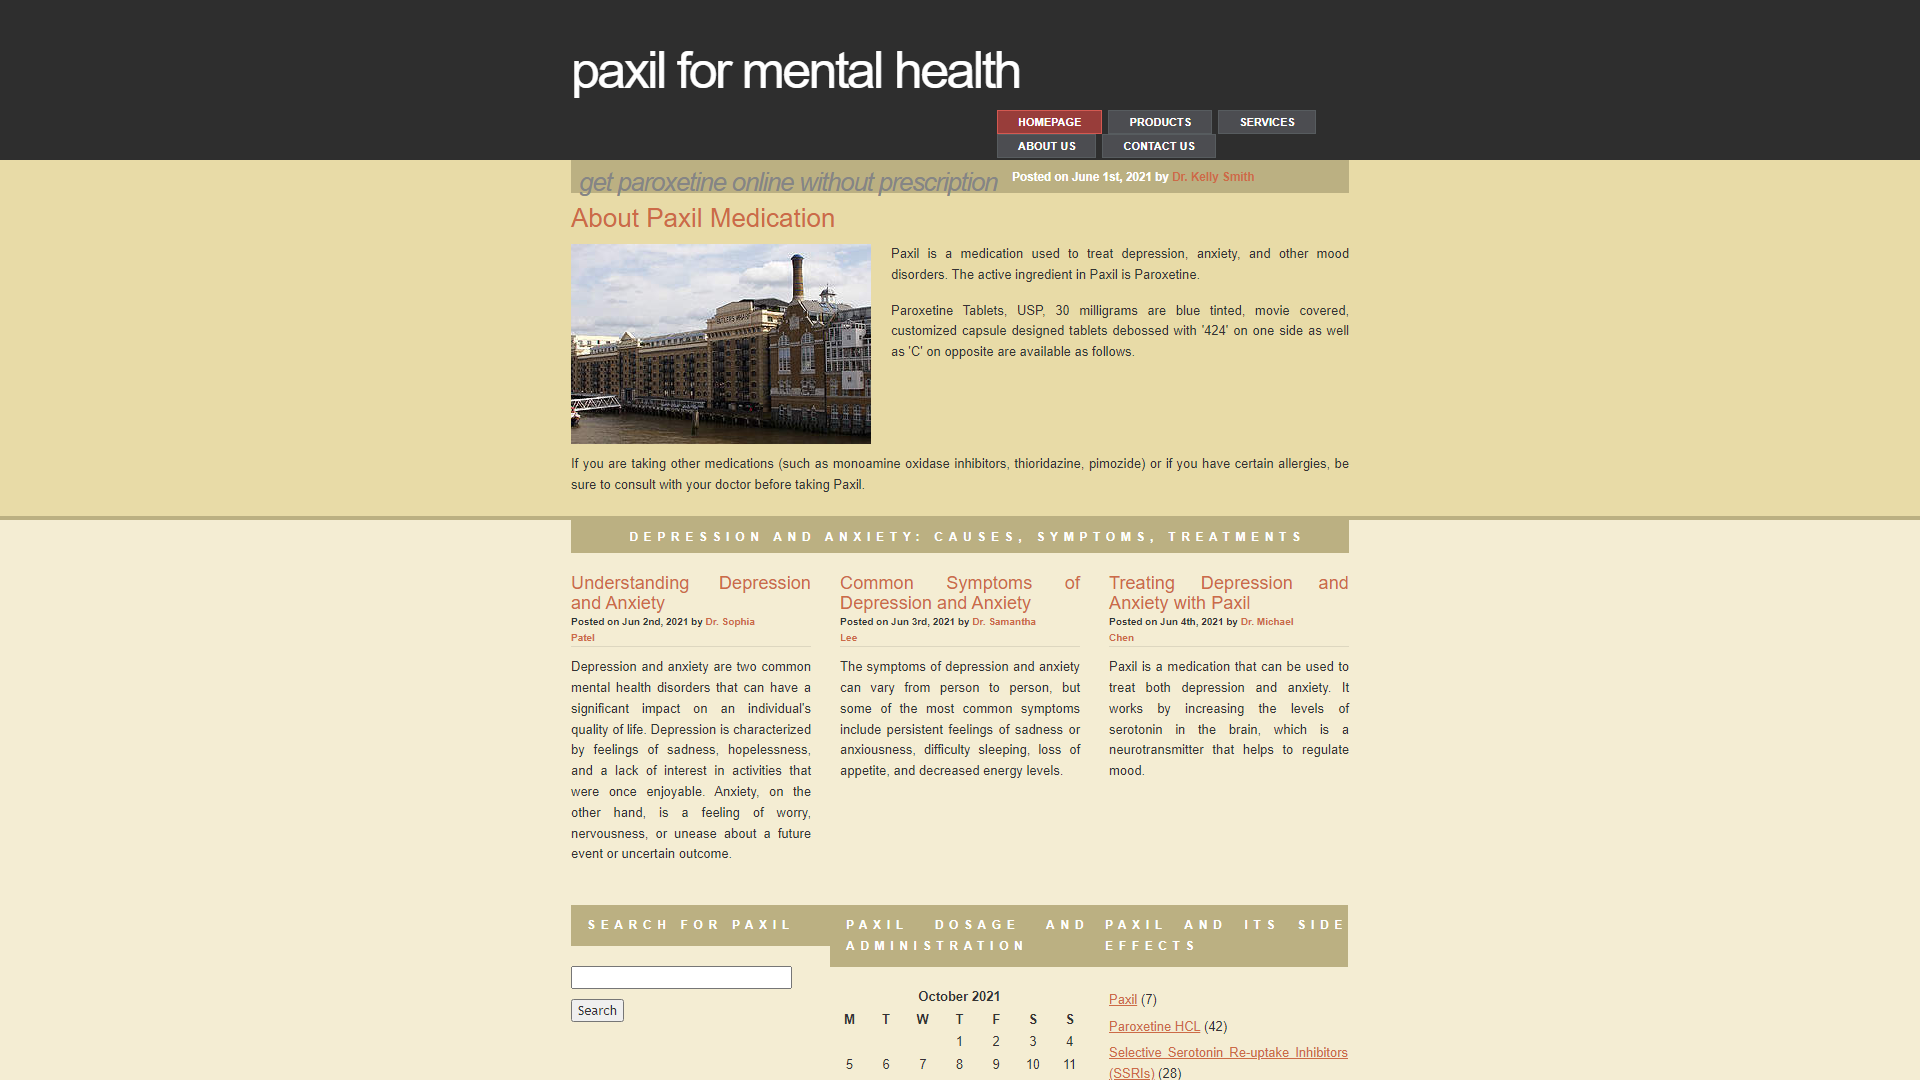 paxil for mental health
HOMEPAGE PRODUCTS SERVICES
ABOUT US CONTACT US
get paroxetine online without prescription Posted on June 1st, 2021 by Dr. Kelly Smith
About Paxil Medication
Paxil is a medication used to treat depression, anxiety, and other mood
disorders. The active ingredient in Paxil is Paroxetine.
Paroxetine Tablets, USP, 30 milligrams are blue tinted, movie covered,
customized capsule designed tablets debossed with '424' on one side as well
as 'C' on opposite are available as follows.
BUTLERS WHARF
If you are taking other medications (such as monoamine oxidase inhibitors, thioridazine, pimozide) or if you have certain allergies, be
sure to consult with your doctor before taking Paxil.
DEPRESSION AND ANXIETY: CAUSES, SYMPTOMS, TREATMENTS
Understanding Depression
and Anxiety
Posted on Jun 2nd, 2021 by Dr. Sophia
Patel
Depression and anxiety are two common
mental health disorders that can have a
significant impact on an individual's
quality of life. Depression is characterized
by feelings of sadness, hopelessness,
and a lack of interest in activities that
were once enjoyable. Anxiety, on the
other hand, is a feeling of worry,
nervousness, or unease about a future
event or uncertain outcome.
Common Symptoms of
Depression and Anxiety
Posted on Jun 3rd, 2021 by Dr. Samantha
Lee
The symptoms of depression and anxiety
can vary from person to person, but
some of the most common symptoms
include persistent feelings of sadness or
anxiousness, difficulty sleeping, loss of
appetite, and decreased energy levels.
Treating Depression and
Anxiety with Paxil
Posted on Jun 4th, 2021 by Dr. Michael
Chen
Paxil is a medication that can be used to
treat both depression and anxiety. It
works by increasing the levels of
serotonin in the brain, which is a
neurotransmitter that helps to regulate
mood.
SEARCH FOR PAXIL
Search
PAXIL DOSAGE AND
ADMINISTRATION
October 2021
M T W T F S S
1 2 3 4
5 6 7 8 9 10 11
PAXIL AND ITS SIDE
EFFECTS
Paxil (7)
Paroxetine HCL (42)
Selective Serotonin Re-uptake Inhibitors
(SSRIs) (28)